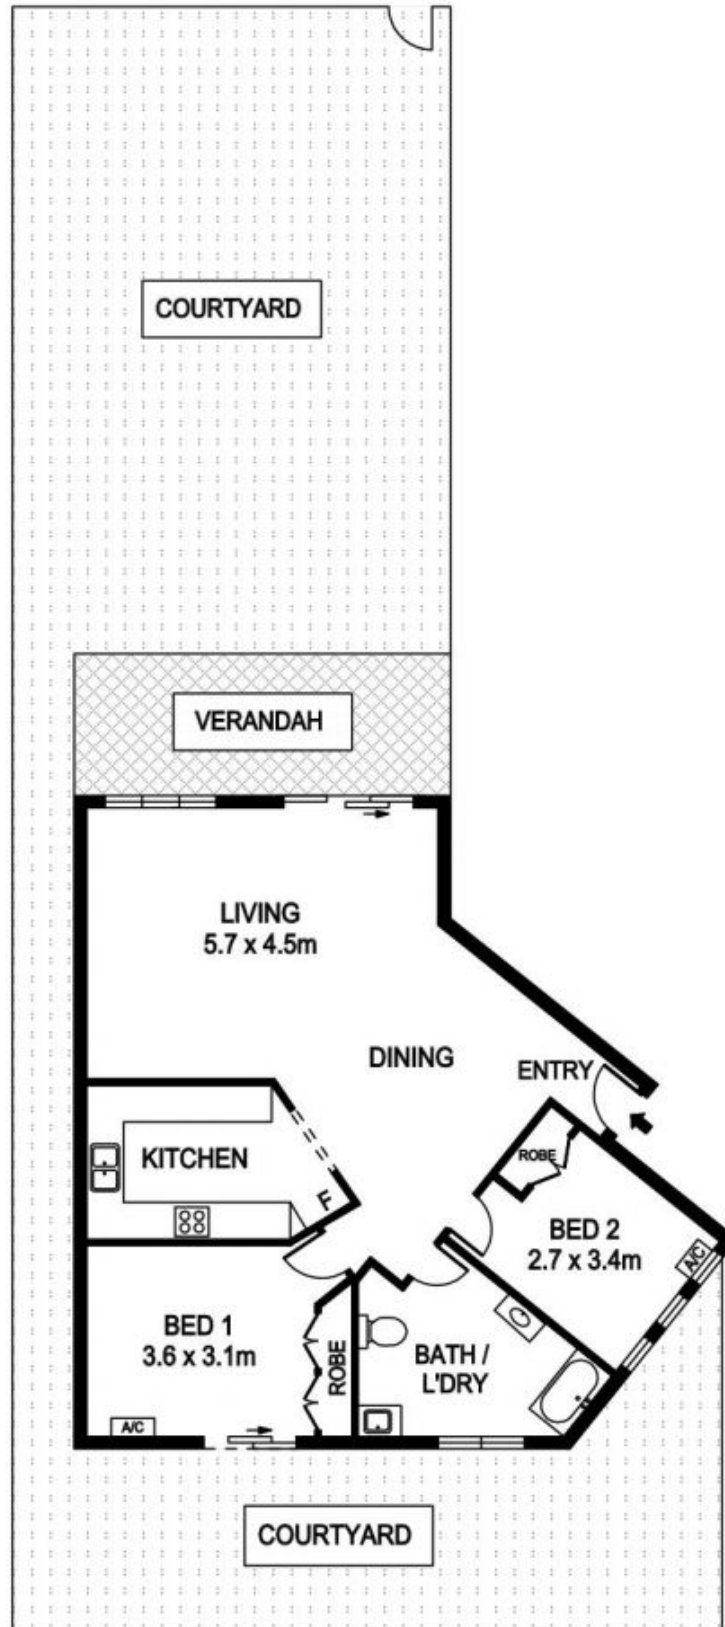 COURTYARD
VERANDAH
LIVING
5.7 x 4.5m
DINING
ENTRY
KITCHEN
ROBE
F
BED 2
2.7 x 3.4m
A/C
BED 1
3.6 x 3.1m
ROBE
BATH /
L'DRY
A/C
COURTYARD